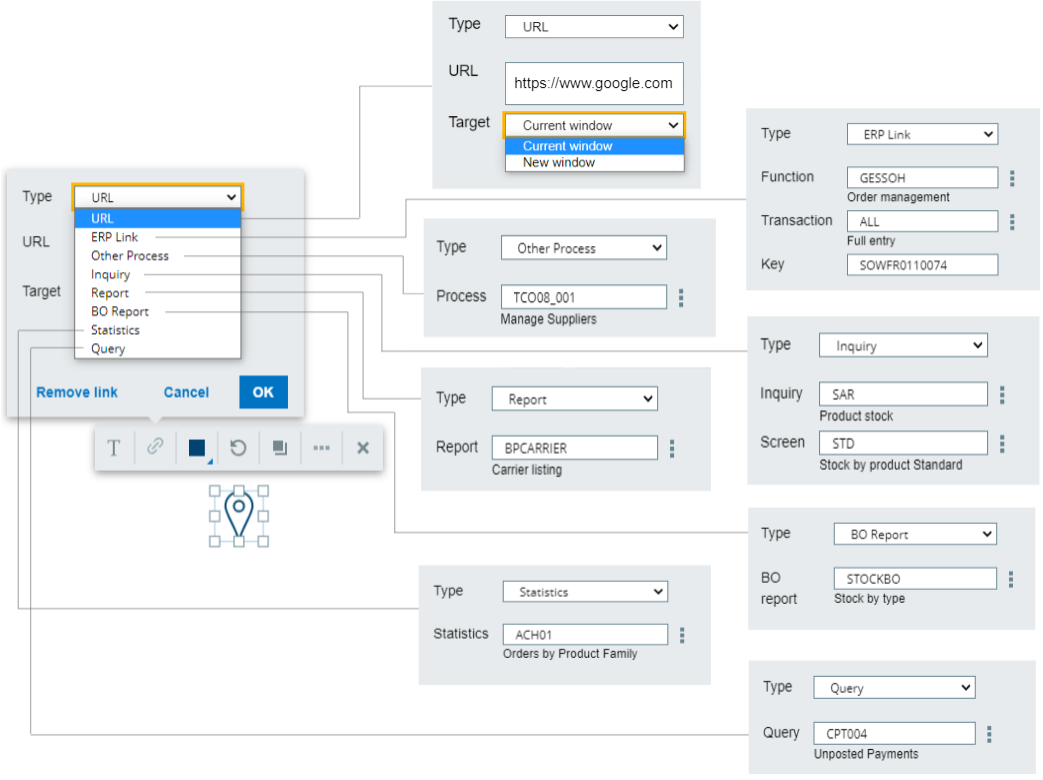 Type URL
URL https://www.google.com
Target Current window
Current window
New window
Type ERP Link
Function GESSOH
Order management
Transaction ALL
Full entry
Key SOWFR0110074
Type URL
URL
URL
ERP Link
Other Process
Inquiry
Target
Report
BO Report
Statistics
Query
Remove link Cancel OK
T
Type Other Process
Process TCO08_001
Manage Suppliers
Type Inquiry
Inquiry SAR
Product stock
Screen STD
Stock by product Standard
Type Report
Report BPCARRIER
Carrier listing
Type BO Report
BO report STOCKBO
Stock by type
Type Statistics
Statistics ACH01
Orders by Product Family
Type Query
Query CPT004
Unposted Payments